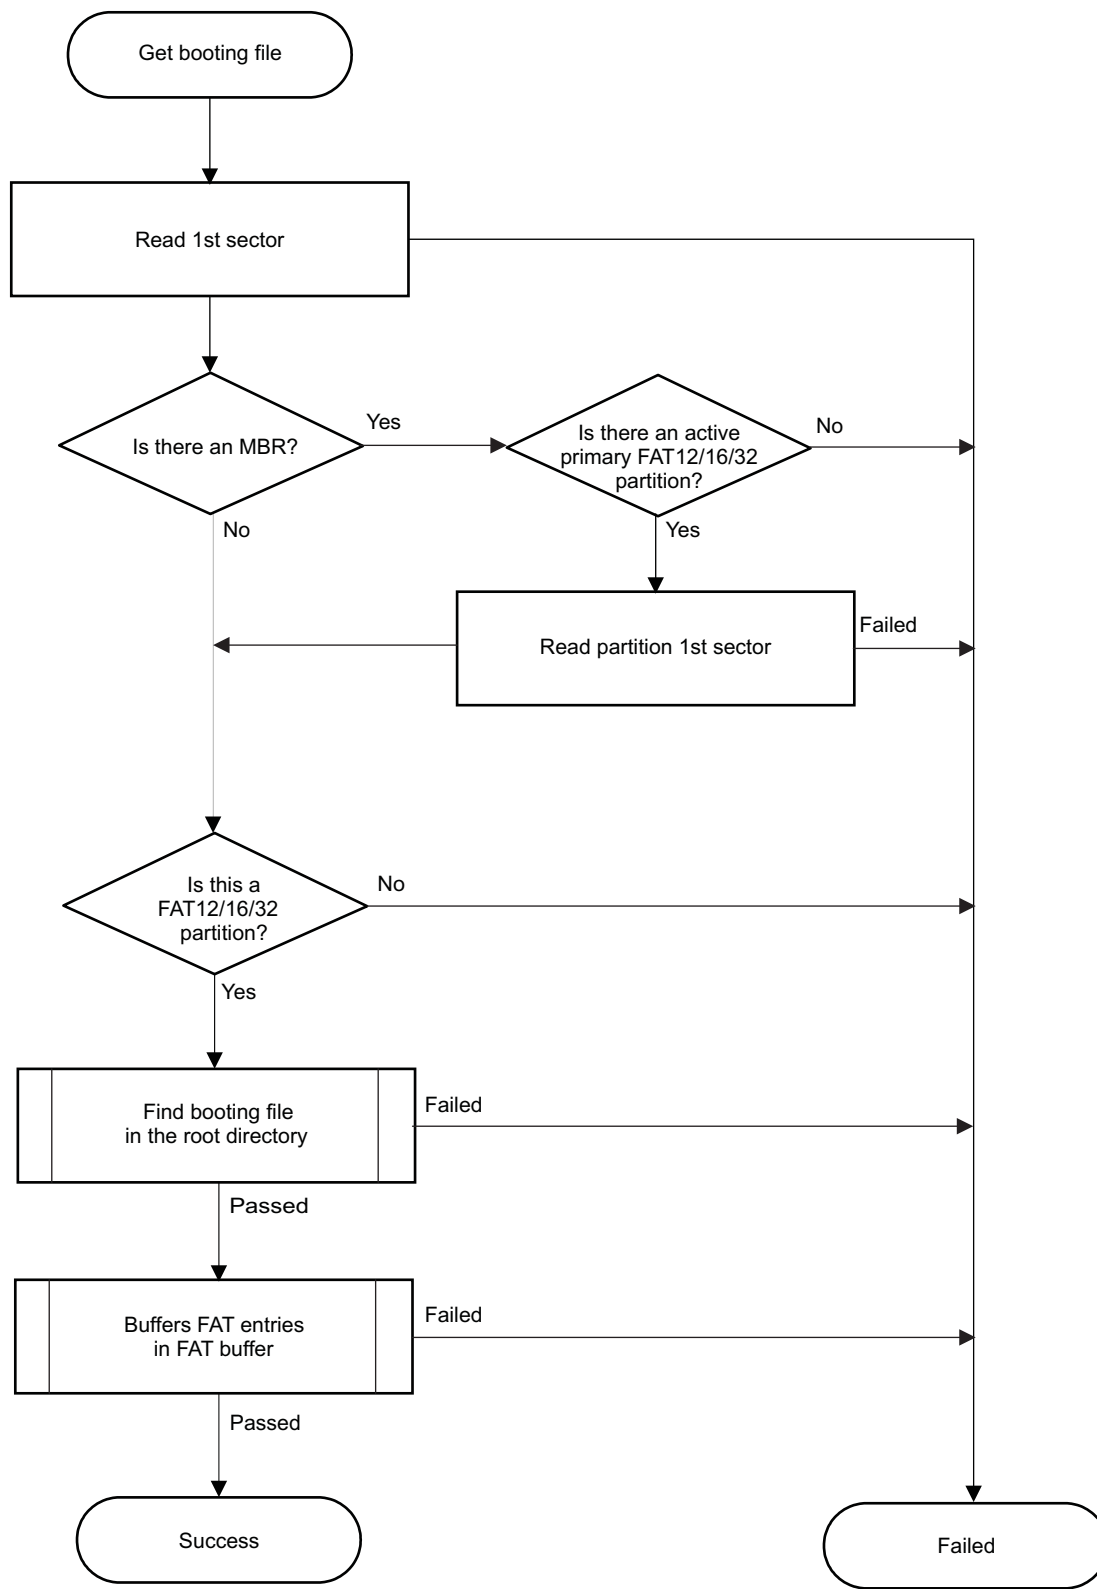 Get booting file
Read 1st sector
Is there an MBR?
Yes
Is there an active
primary FAT12/16/32
partition?
No
No
Yes
Read partition 1st sector
Failed
Is this a
FAT12/16/32
partition?
No
Yes
Find booting file
in the root directory
Failed
Passed
Buffers FAT entries
in FAT buffer
Failed
Passed
Success
Failed